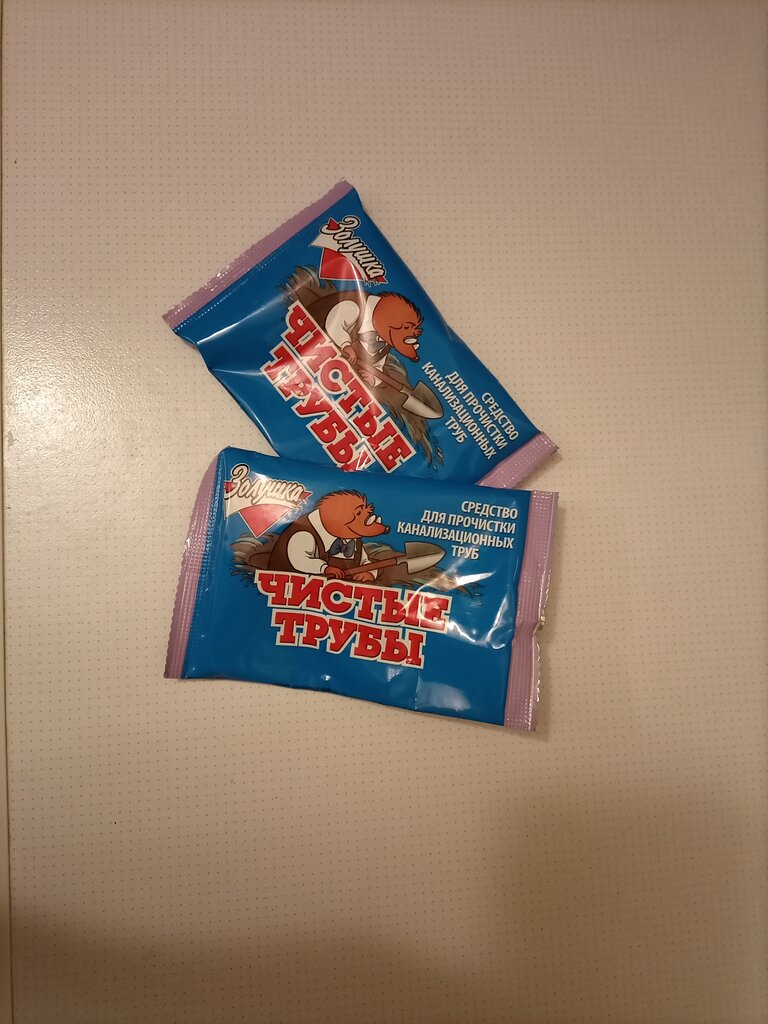 Золушка
ЧИСТЫЕ
ТРУБЫ
СРЕДСТВО
ДЛЯ ПРОЧИСТКИ
КАНАЛИЗАЦИОННЫХ
ТРУБ
Золушка
СРЕДСТВО
ДЛЯ ПРОЧИСТКИ
КАНАЛИЗАЦИОННЫХ
ТРУБ
ЧИСТЫЕ
ТРУБЫ